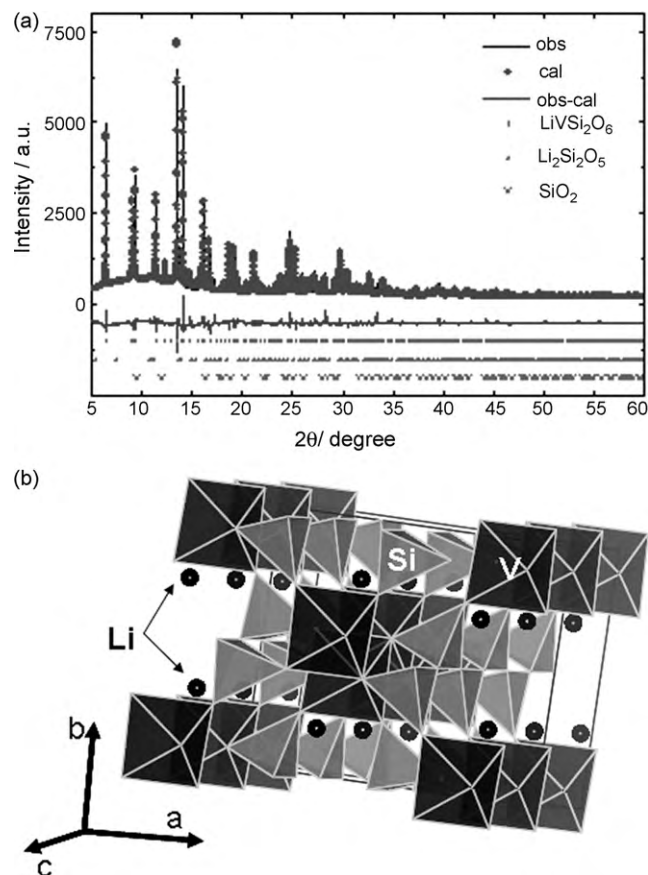 (a)
7500
5000
2500
0
Intensity / a.u.
obs
cal
obs-cal
LiVSi₂O₆
Li₂Si₂O₅
SiO₂
5 10 15 20 25 30 35 40 45 50 55 60
2θ/ degree
(b)
Si
V
Li
b
a
c